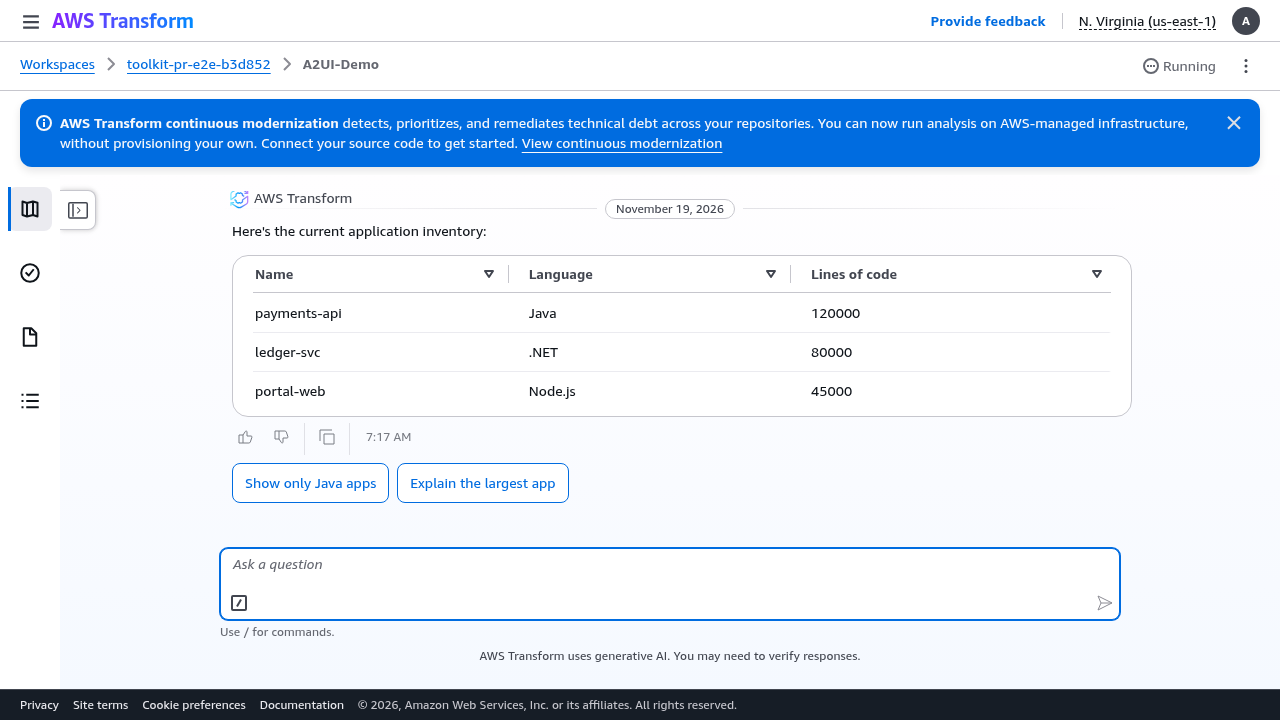 AWS Transform
Provide feedback
N. Virginia (us-east-1)
A
Workspaces
toolkit-pr-e2e-b3d852
A2UI-Demo
Running
AWS Transform continuous modernization detects, prioritizes, and remediates technical debt across your repositories. You can now run analysis on AWS-managed infrastructure,
without provisioning your own. Connect your source code to get started. View continuous modernization
AWS Transform
November 19, 2026
Here's the current application inventory:
Name Language Lines of code
payments-api Java 120000
ledger-svc .NET 80000
portal-web Node.js 45000
7:17 AM
Show only Java apps
Explain the largest app
Ask a question
Use / for commands.
AWS Transform uses generative AI. You may need to verify responses.
Privacy Site terms Cookie preferences Documentation © 2026, Amazon Web Services, Inc. or its affiliates. All rights reserved.